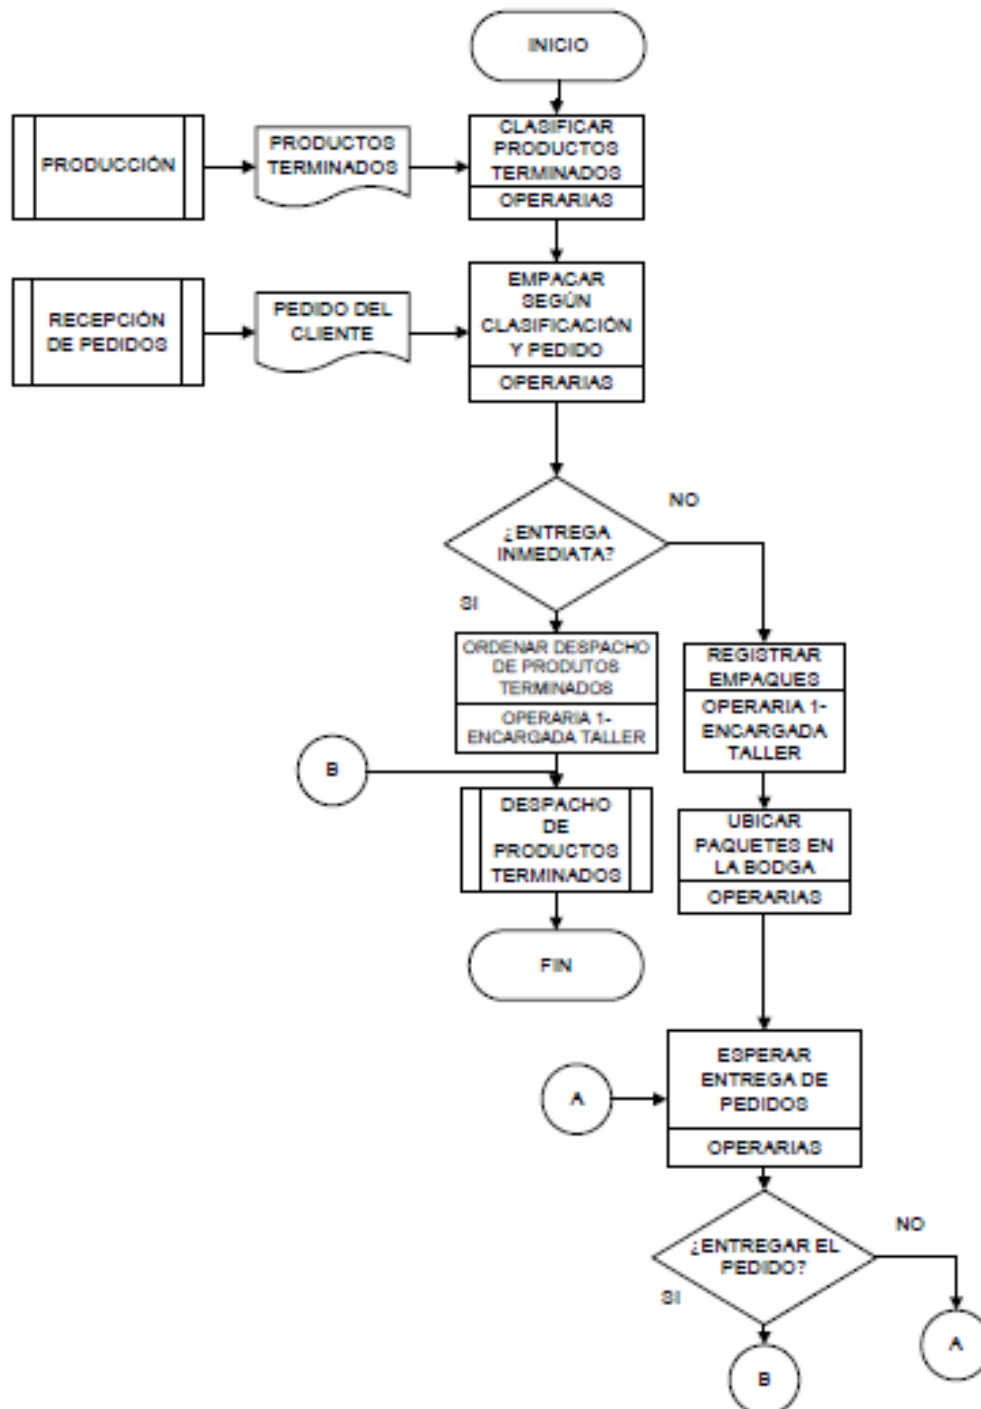 INICIO
PRODUCCIÓN
PRODUCTOS
TERMINADOS
CLASIFICAR
PRODUCTOS
TERMINADOS
OPERARIAS
RECEPCIÓN
DE PEDIDOS
PEDIDO DEL
CLIENTE
EMPACAR
SEGÚN
CLASIFICACIÓN
Y PEDIDO
OPERARIAS
¿ENTREGA
INMEDIATA?
NO
SI
ORDENAR DESPACHO
DE PRODUTOS
TERMINADOS
OPERARIA 1-
ENCARGADA TALLER
REGISTRAR
EMPAQUES
OPERARIA 1-
ENCARGADA
TALLER
B
DESPACHO
DE
PRODUCTOS
TERMINADOS
UBICAR
PAQUETES EN
LA BODGA
OPERARIAS
FIN
A
ESPERAR
ENTREGA DE
PEDIDOS
OPERARIAS
¿ENTREGAR EL
PEDIDO?
NO
SI
A
B